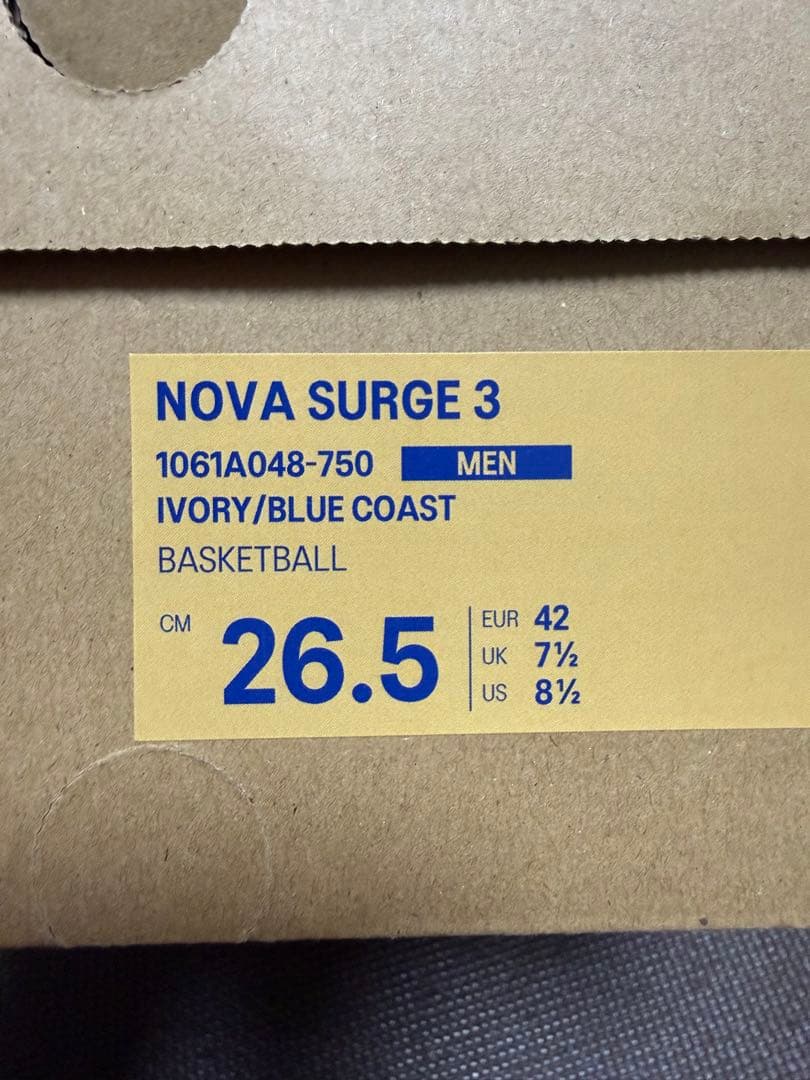 NOVA SURGE 3
1061A048-750 MEN
IVORY/BLUE COAST
BASKETBALL
CM 26.5
EUR 42
UK 7½
US 8½